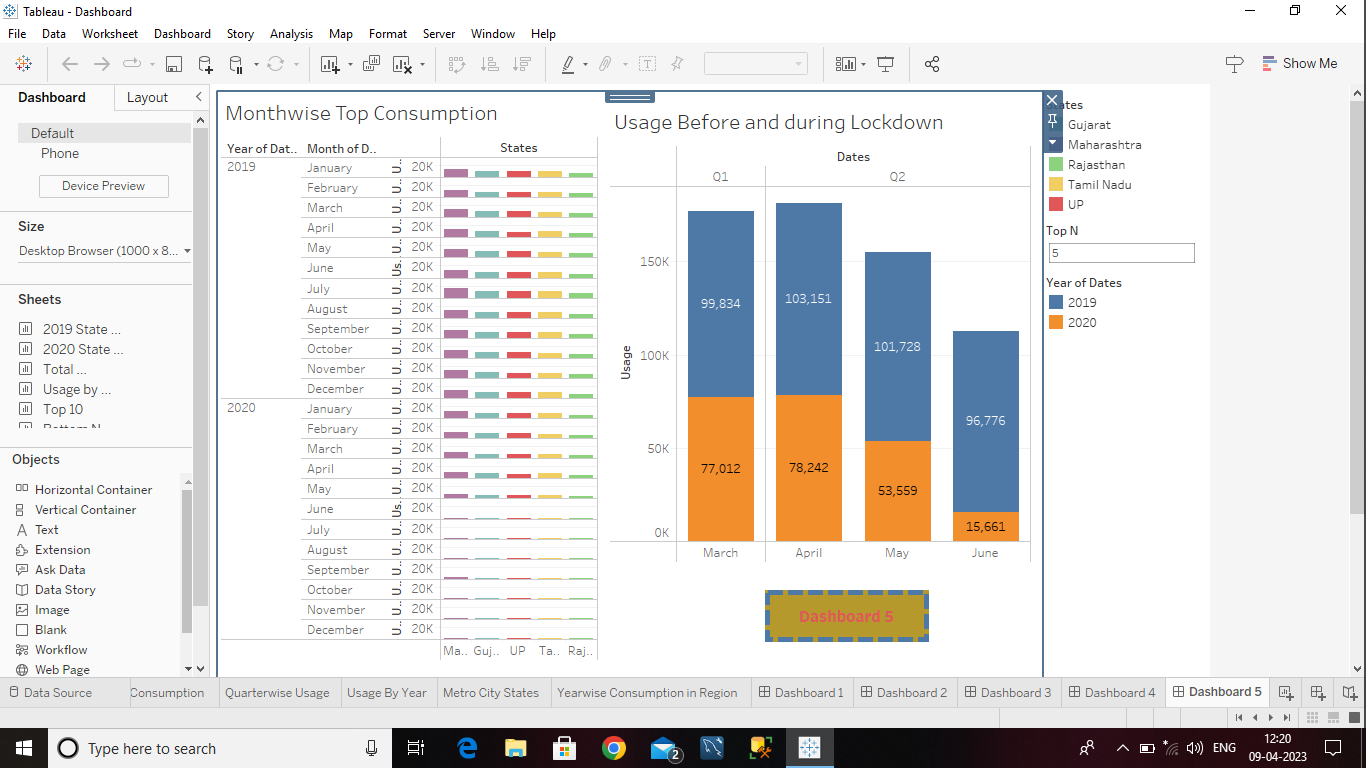 Tableau - Dashboard
File Data Worksheet Dashboard Story Analysis Map Format Server Window Help
Show Me
Dashboard Layout
Default
Phone
Device Preview
Size
Desktop Browser (1000 x 8...
Sheets
2019 State ...
2020 State ...
Total ...
Usage by ...
Top 10
Objects
Horizontal Container
Vertical Container
Text
Extension
Ask Data
Data Story
Image
Blank
Workflow
Web Page
Monthwise Top Consumption
Year of Dat.. Month of D.. States
2019 January 20K
February 20K
March 20K
April 20K
May 20K
June Us. 20K
July 20K
August 20K
September 20K
October 20K
November 20K
December 20K
2020 January 20K
February 20K
March 20K
April 20K
May 20K
June Us. 20K
July 20K
August 20K
September 20K
October 20K
November 20K
December 20K
Ma.. Guj.. UP Ta.. Raj..
Usage Before and during Lockdown
Dates
Q1 Q2
Usage
150K
100K
50K
0K
99,834 103,151 101,728 96,776
77,012 78,242 53,559 15,661
March April May June
Dashboard 5
Gujarat
Maharashtra
Rajasthan
Tamil Nadu
UP
Top N
5
Year of Dates
2019
2020
Data Source Consumption Quarterwise Usage Usage By Year Metro City States Yearwise Consumption in Region Dashboard 1 Dashboard 2 Dashboard 3 Dashboard 4 Dashboard 5
Type here to search
2
ENG
12:20
09-04-2023